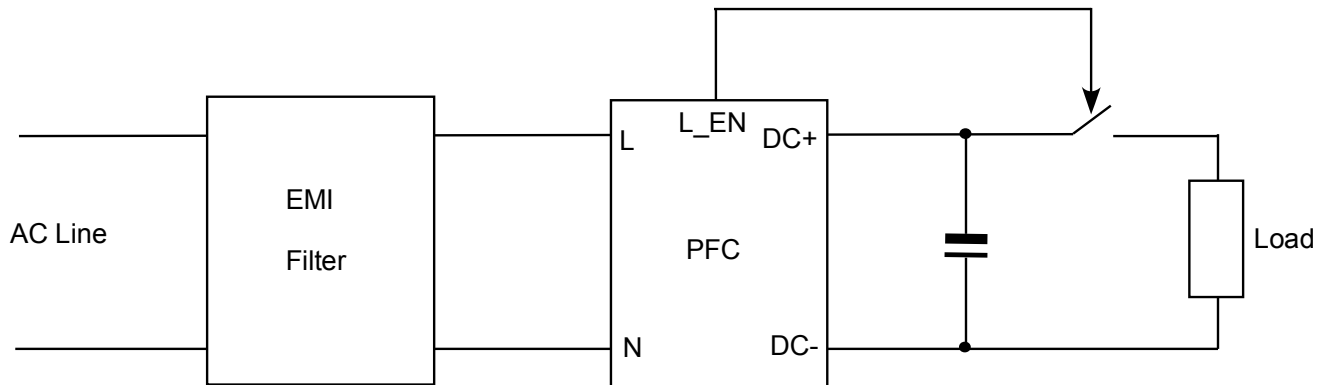 AC Line
EMI
Filter
L
L_EN
DC+
PFC
N
DC-
Load